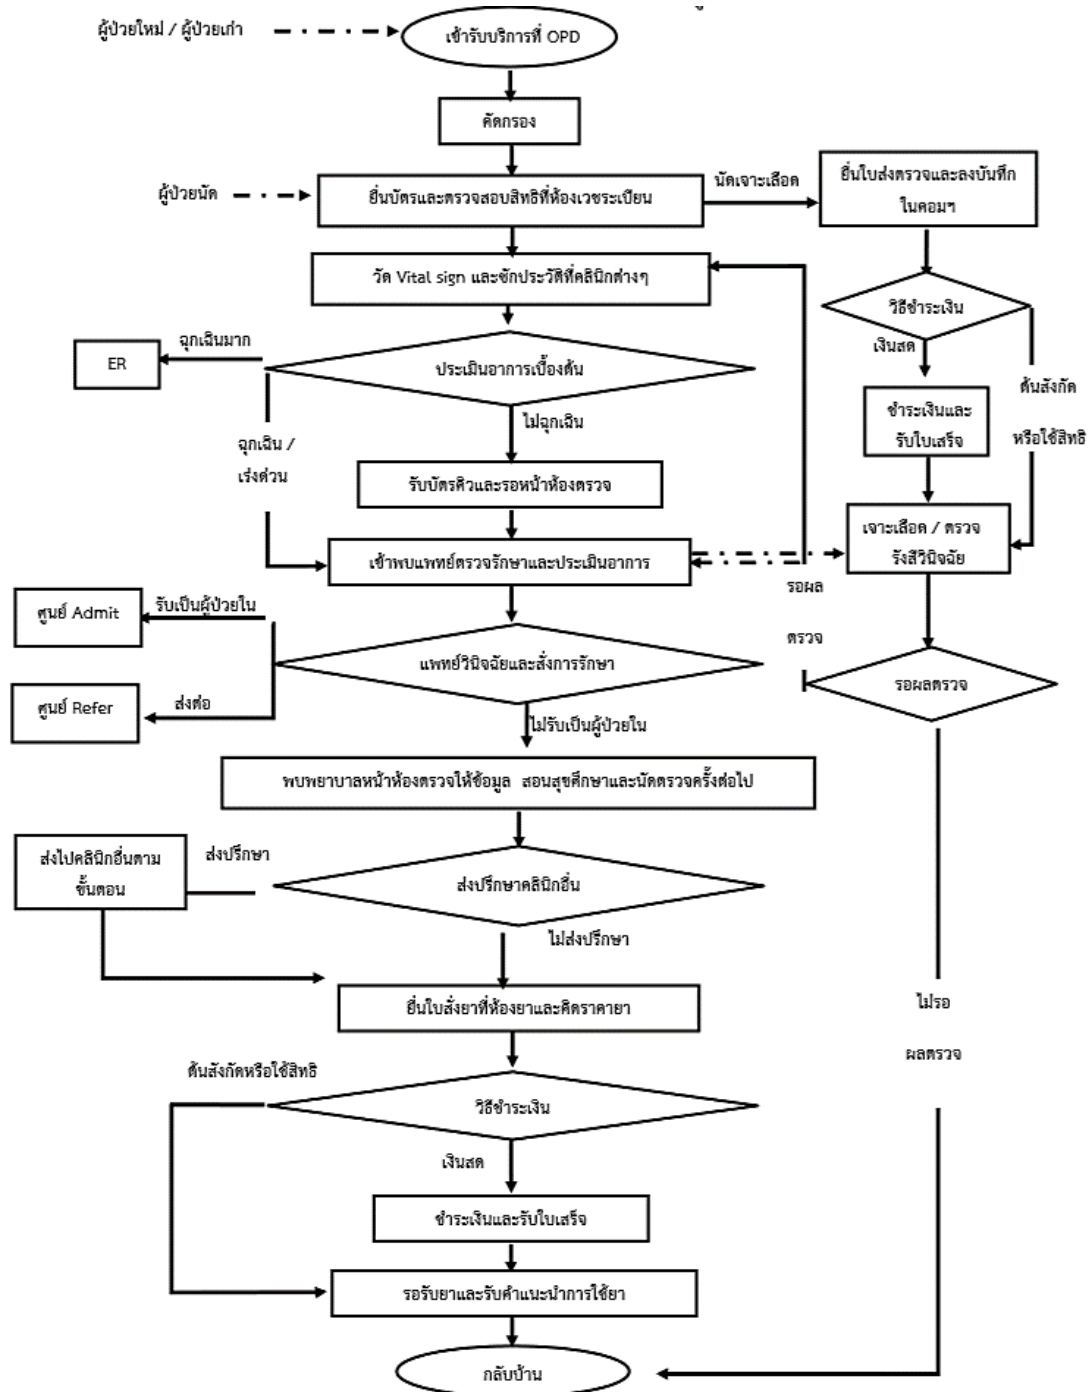 ผู้ป่วยใหม่ / ผู้ป่วยเก่า
เข้ารับบริการที่ OPD
คัดกรอง
ผู้ป่วยนัด
ยื่นบัตรและตรวจสอบสิทธิที่ห้องเวชระเบียน
นัดเจาะเลือด
ยื่นใบส่งตรวจและลงบันทึก
ในคอมฯ
วัด Vital sign และซักประวัติที่คลินิกต่างๆ
วิธีชำระเงิน
เงินสด
ต้นสังกัด
หรือใช้สิทธิ
ฉุกเฉินมาก
ER
ประเมินอาการเบื้องต้น
ไม่ฉุกเฉิน
ฉุกเฉิน /
เร่งด่วน
ชำระเงินและ
รับใบเสร็จ
รับบัตรคิวและรอหน้าห้องตรวจ
เจาะเลือด / ตรวจ
รังสีวินิจฉัย
เข้าพบแพทย์ตรวจรักษาและประเมินอาการ
รอผล
ตรวจ
ศูนย์ Admit
รับเป็นผู้ป่วยใน
แพทย์วินิจฉัยและสั่งการรักษา
รอผลตรวจ
ศูนย์ Refer
ส่งต่อ
ไม่รับเป็นผู้ป่วยใน
พบพยาบาลหน้าห้องตรวจให้ข้อมูล สอนสุขศึกษาและนัดตรวจครั้งต่อไป
ส่งไปคลินิกอื่นตาม
ขั้นตอน
ส่งปรึกษา
ส่งปรึกษาคลินิกอื่น
ไม่ส่งปรึกษา
ยื่นใบสั่งยาที่ห้องยาและคิดราคายา
ไม่รอ
ผลตรวจ
ต้นสังกัดหรือใช้สิทธิ
วิธีชำระเงิน
เงินสด
ชำระเงินและรับใบเสร็จ
รอรับยาและรับคำแนะนำการใช้ยา
กลับบ้าน